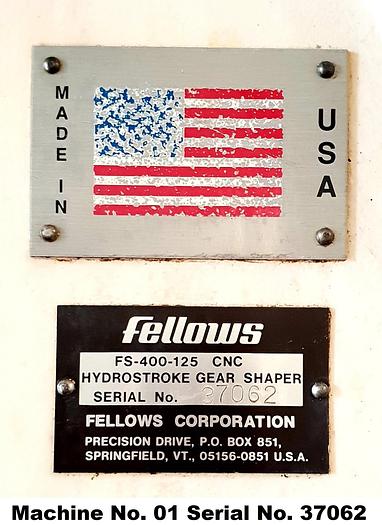 MADE IN
USA
Fellows
FS-400-125 CNC
HYDROSTROKE GEAR SHAPER
SERIAL No. 37062
FELLOWS CORPORATION
PRECISION DRIVE, P.O. BOX 851,
SPRINGFIELD, VT., 05156-0851 U.S.A.
Machine No. 01 Serial No. 37062